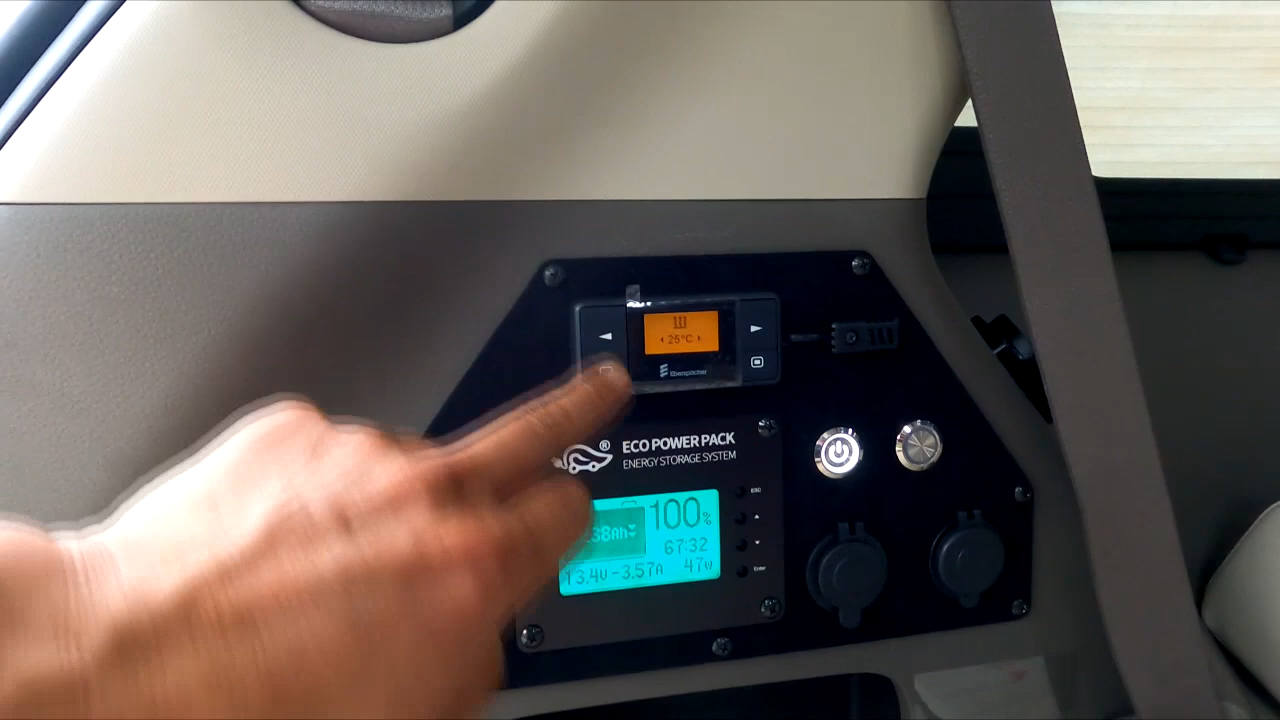 25°C
Eberspächer
®
ECO POWER PACK
ENERGY STORAGE SYSTEM
100%
38Ah
67:32
13.4V -3.57A 47W
ESC
Enter